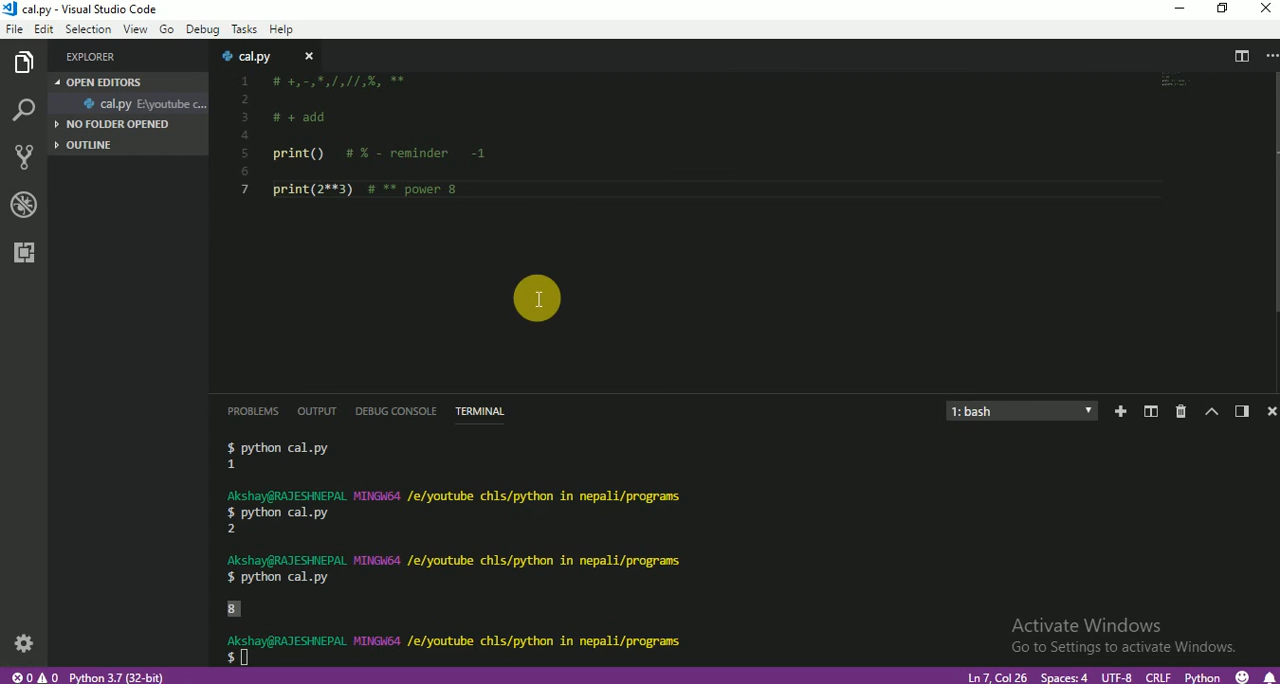 cal.py - Visual Studio Code
File Edit Selection View Go Debug Tasks Help
EXPLORER
OPEN EDITORS
cal.py E:\youtube c...
NO FOLDER OPENED
OUTLINE
cal.py
1 # +,-,*,/,//,%, **
2
3 # + add
4
5 print() # % - reminder -1
6
7 print(2**3) # ** power 8
PROBLEMS OUTPUT DEBUG CONSOLE TERMINAL 1: bash
$ python cal.py
1
Akshay@RAJESHNEPAL MINGW64 /e/youtube chls/python in nepali/programs
$ python cal.py
2
Akshay@RAJESHNEPAL MINGW64 /e/youtube chls/python in nepali/programs
$ python cal.py
8
Akshay@RAJESHNEPAL MINGW64 /e/youtube chls/python in nepali/programs
$
Activate Windows
Go to Settings to activate Windows.
0 0 Python 3.7 (32-bit) Ln 7, Col 26 Spaces: 4 UTF-8 CRLF Python